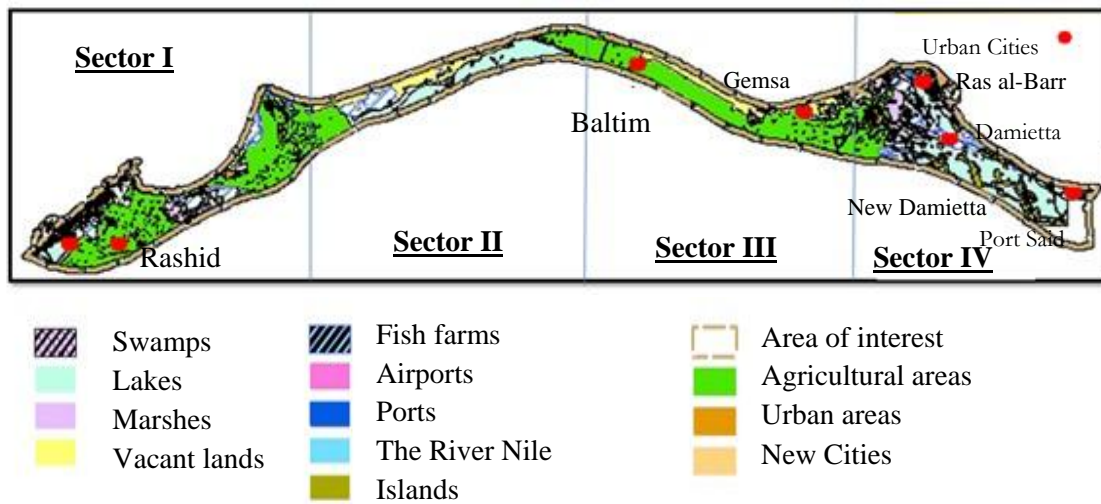 Sector I
Urban Cities
Gemsa
Ras al-Barr
Baltim
Damietta
New Damietta
Rashid
Sector II
Sector III
Port Said
Sector IV
Swamps
Lakes
Marshes
Vacant lands
Fish farms
Airports
Ports
The River Nile
Islands
Area of interest
Agricultural areas
Urban areas
New Cities